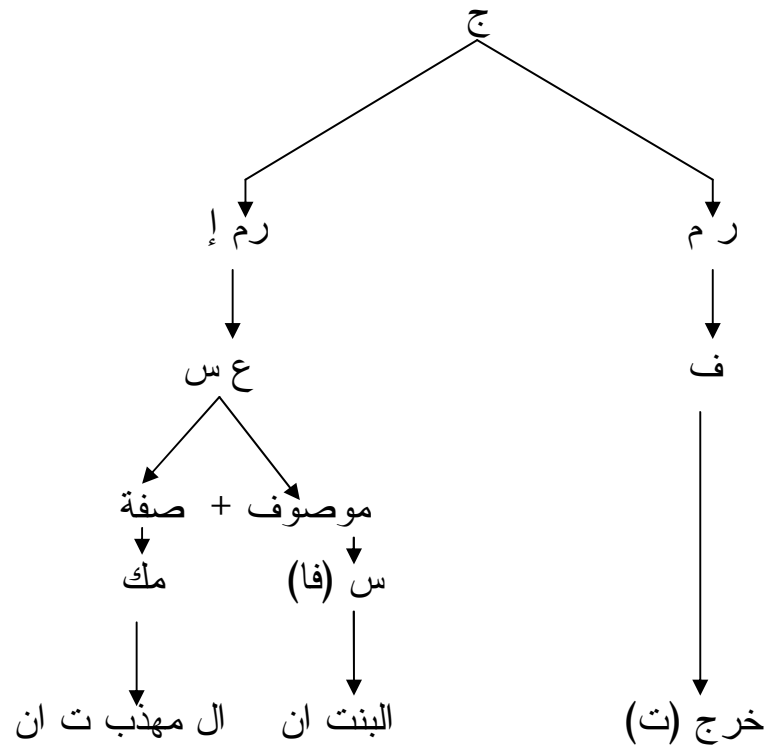 ج
ر م رم إ
ف ع س
موصوف + صفة
س (فا) مك
خرج (ت) البنت ان ال مهذب ت ان